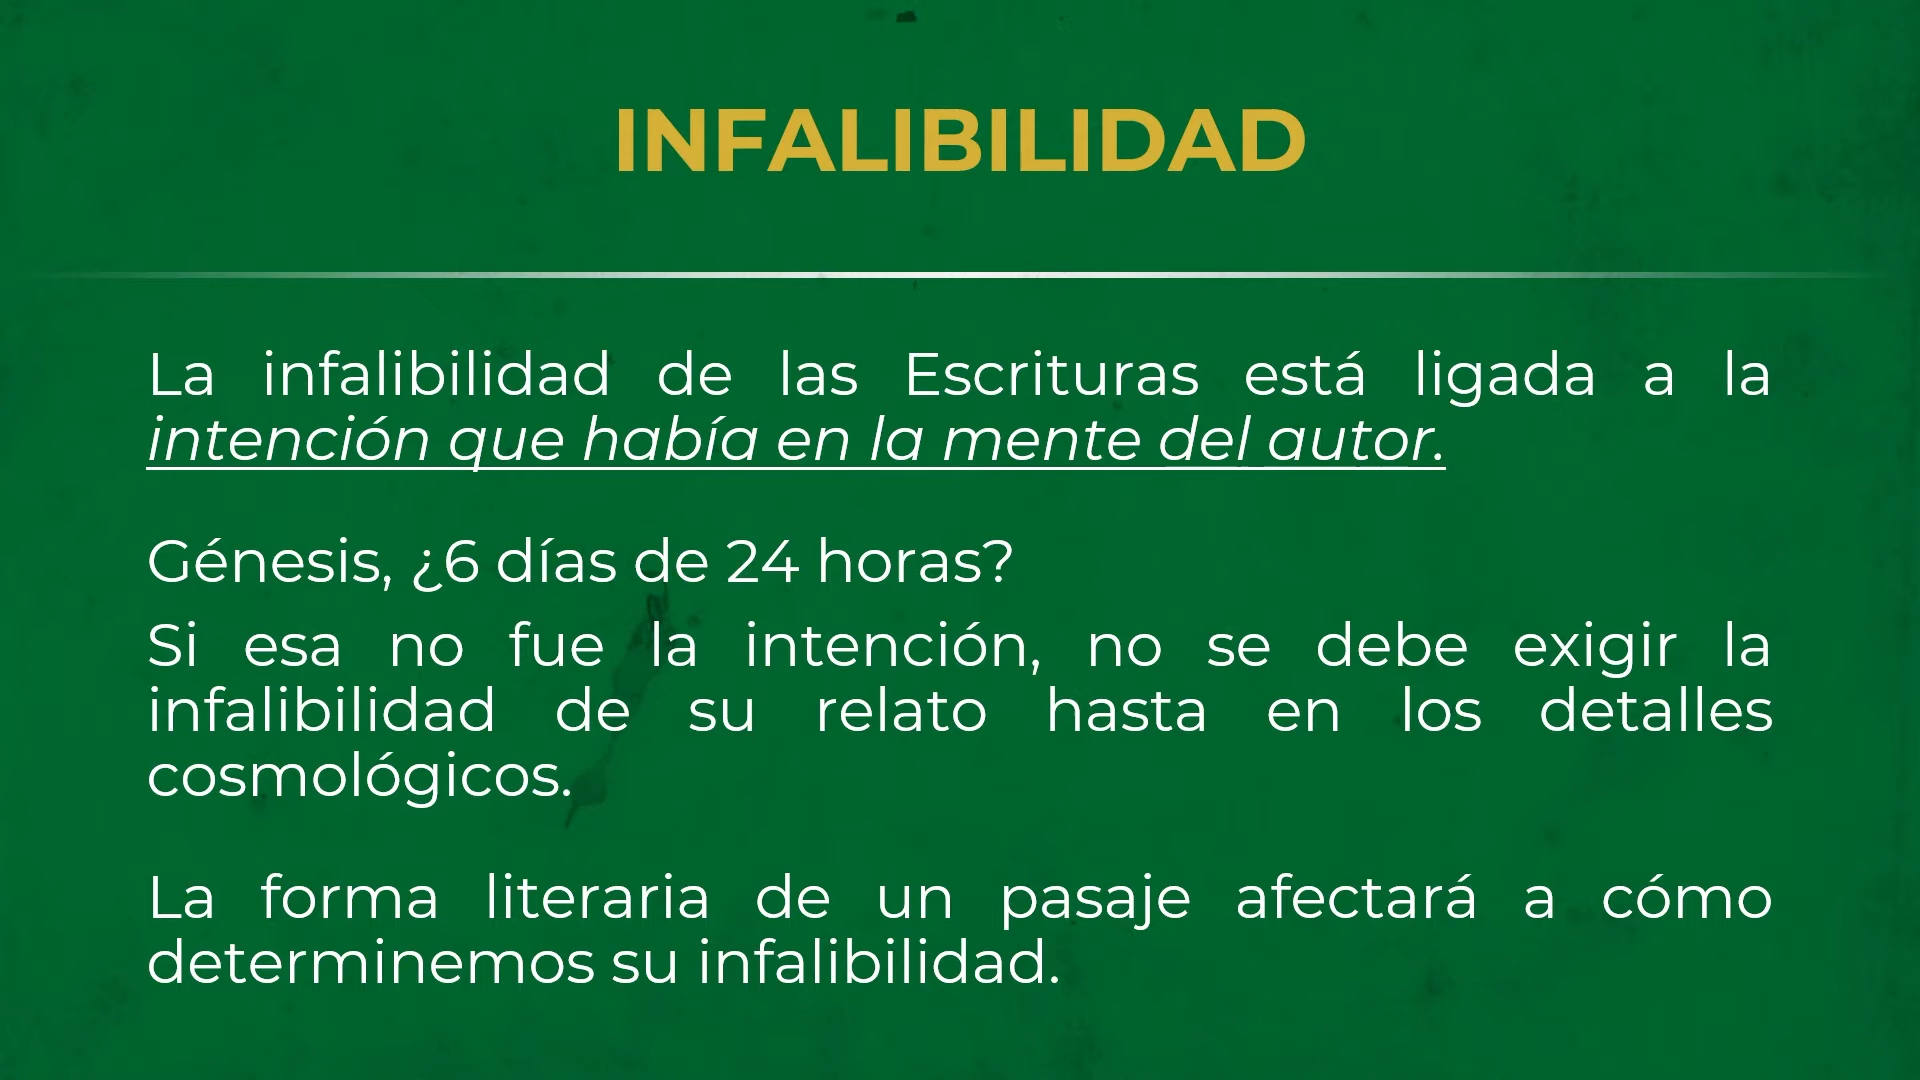 INFALIBILIDAD
La infalibilidad de las Escrituras está ligada a la
intención que había en la mente del autor.
Génesis, ¿6 días de 24 horas?
Si esa no fue la intención, no se debe exigir la
infalibilidad de su relato hasta en los detalles
cosmológicos.
La forma literaria de un pasaje afectará a cómo
determinemos su infalibilidad.